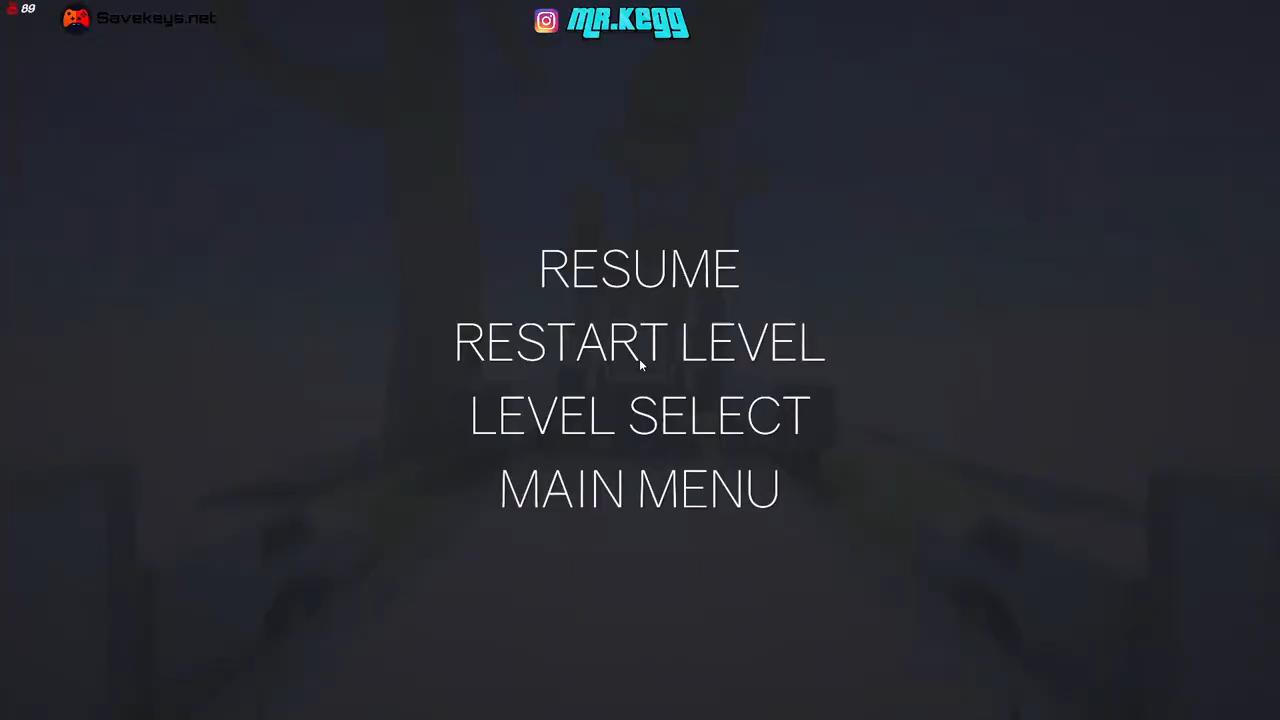 89
Savekeys.net
MR.Kegg
RESUME
RESTART LEVEL
LEVEL SELECT
MAIN MENU